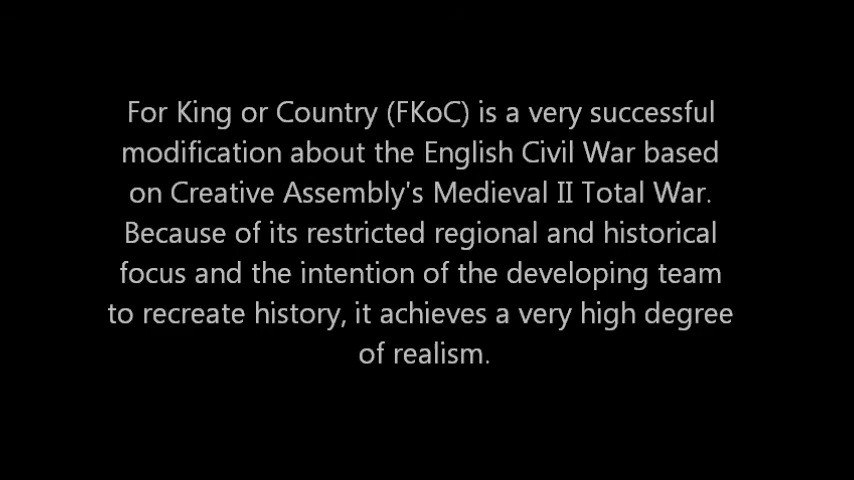 For King or Country (FKoC) is a very successful
modification about the English Civil War based
on Creative Assembly's Medieval II Total War.
Because of its restricted regional and historical
focus and the intention of the developing team
to recreate history, it achieves a very high degree
of realism.